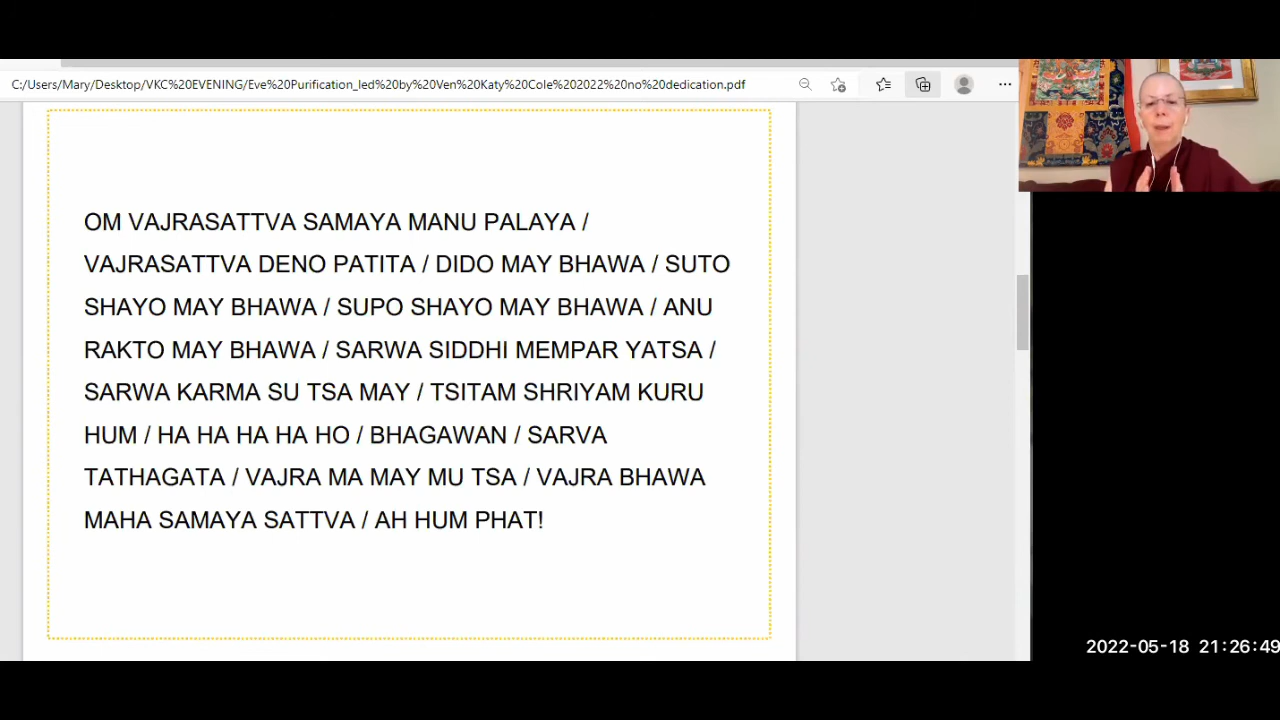 C:/Users/Mary/Desktop/VKC%20EVENING/Eve%20Purification_led%20by%20Ven%20Katy%20Cole%202022%20no%20dedication.pdf
OM VAJRASATTVA SAMAYA MANU PALAYA /
VAJRASATTVA DENO PATITA / DIDO MAY BHAWA / SUTO
SHAYO MAY BHAWA / SUPO SHAYO MAY BHAWA / ANU
RAKTO MAY BHAWA / SARWA SIDDHI MEMPAR YATSA /
SARWA KARMA SU TSA MAY / TSITAM SHRIYAM KURU
HUM / HA HA HA HA HO / BHAGAWAN / SARVA
TATHAGATA / VAJRA MA MAY MU TSA / VAJRA BHAWA
MAHA SAMAYA SATTVA / AH HUM PHAT!
2022-05-18 21:26:49